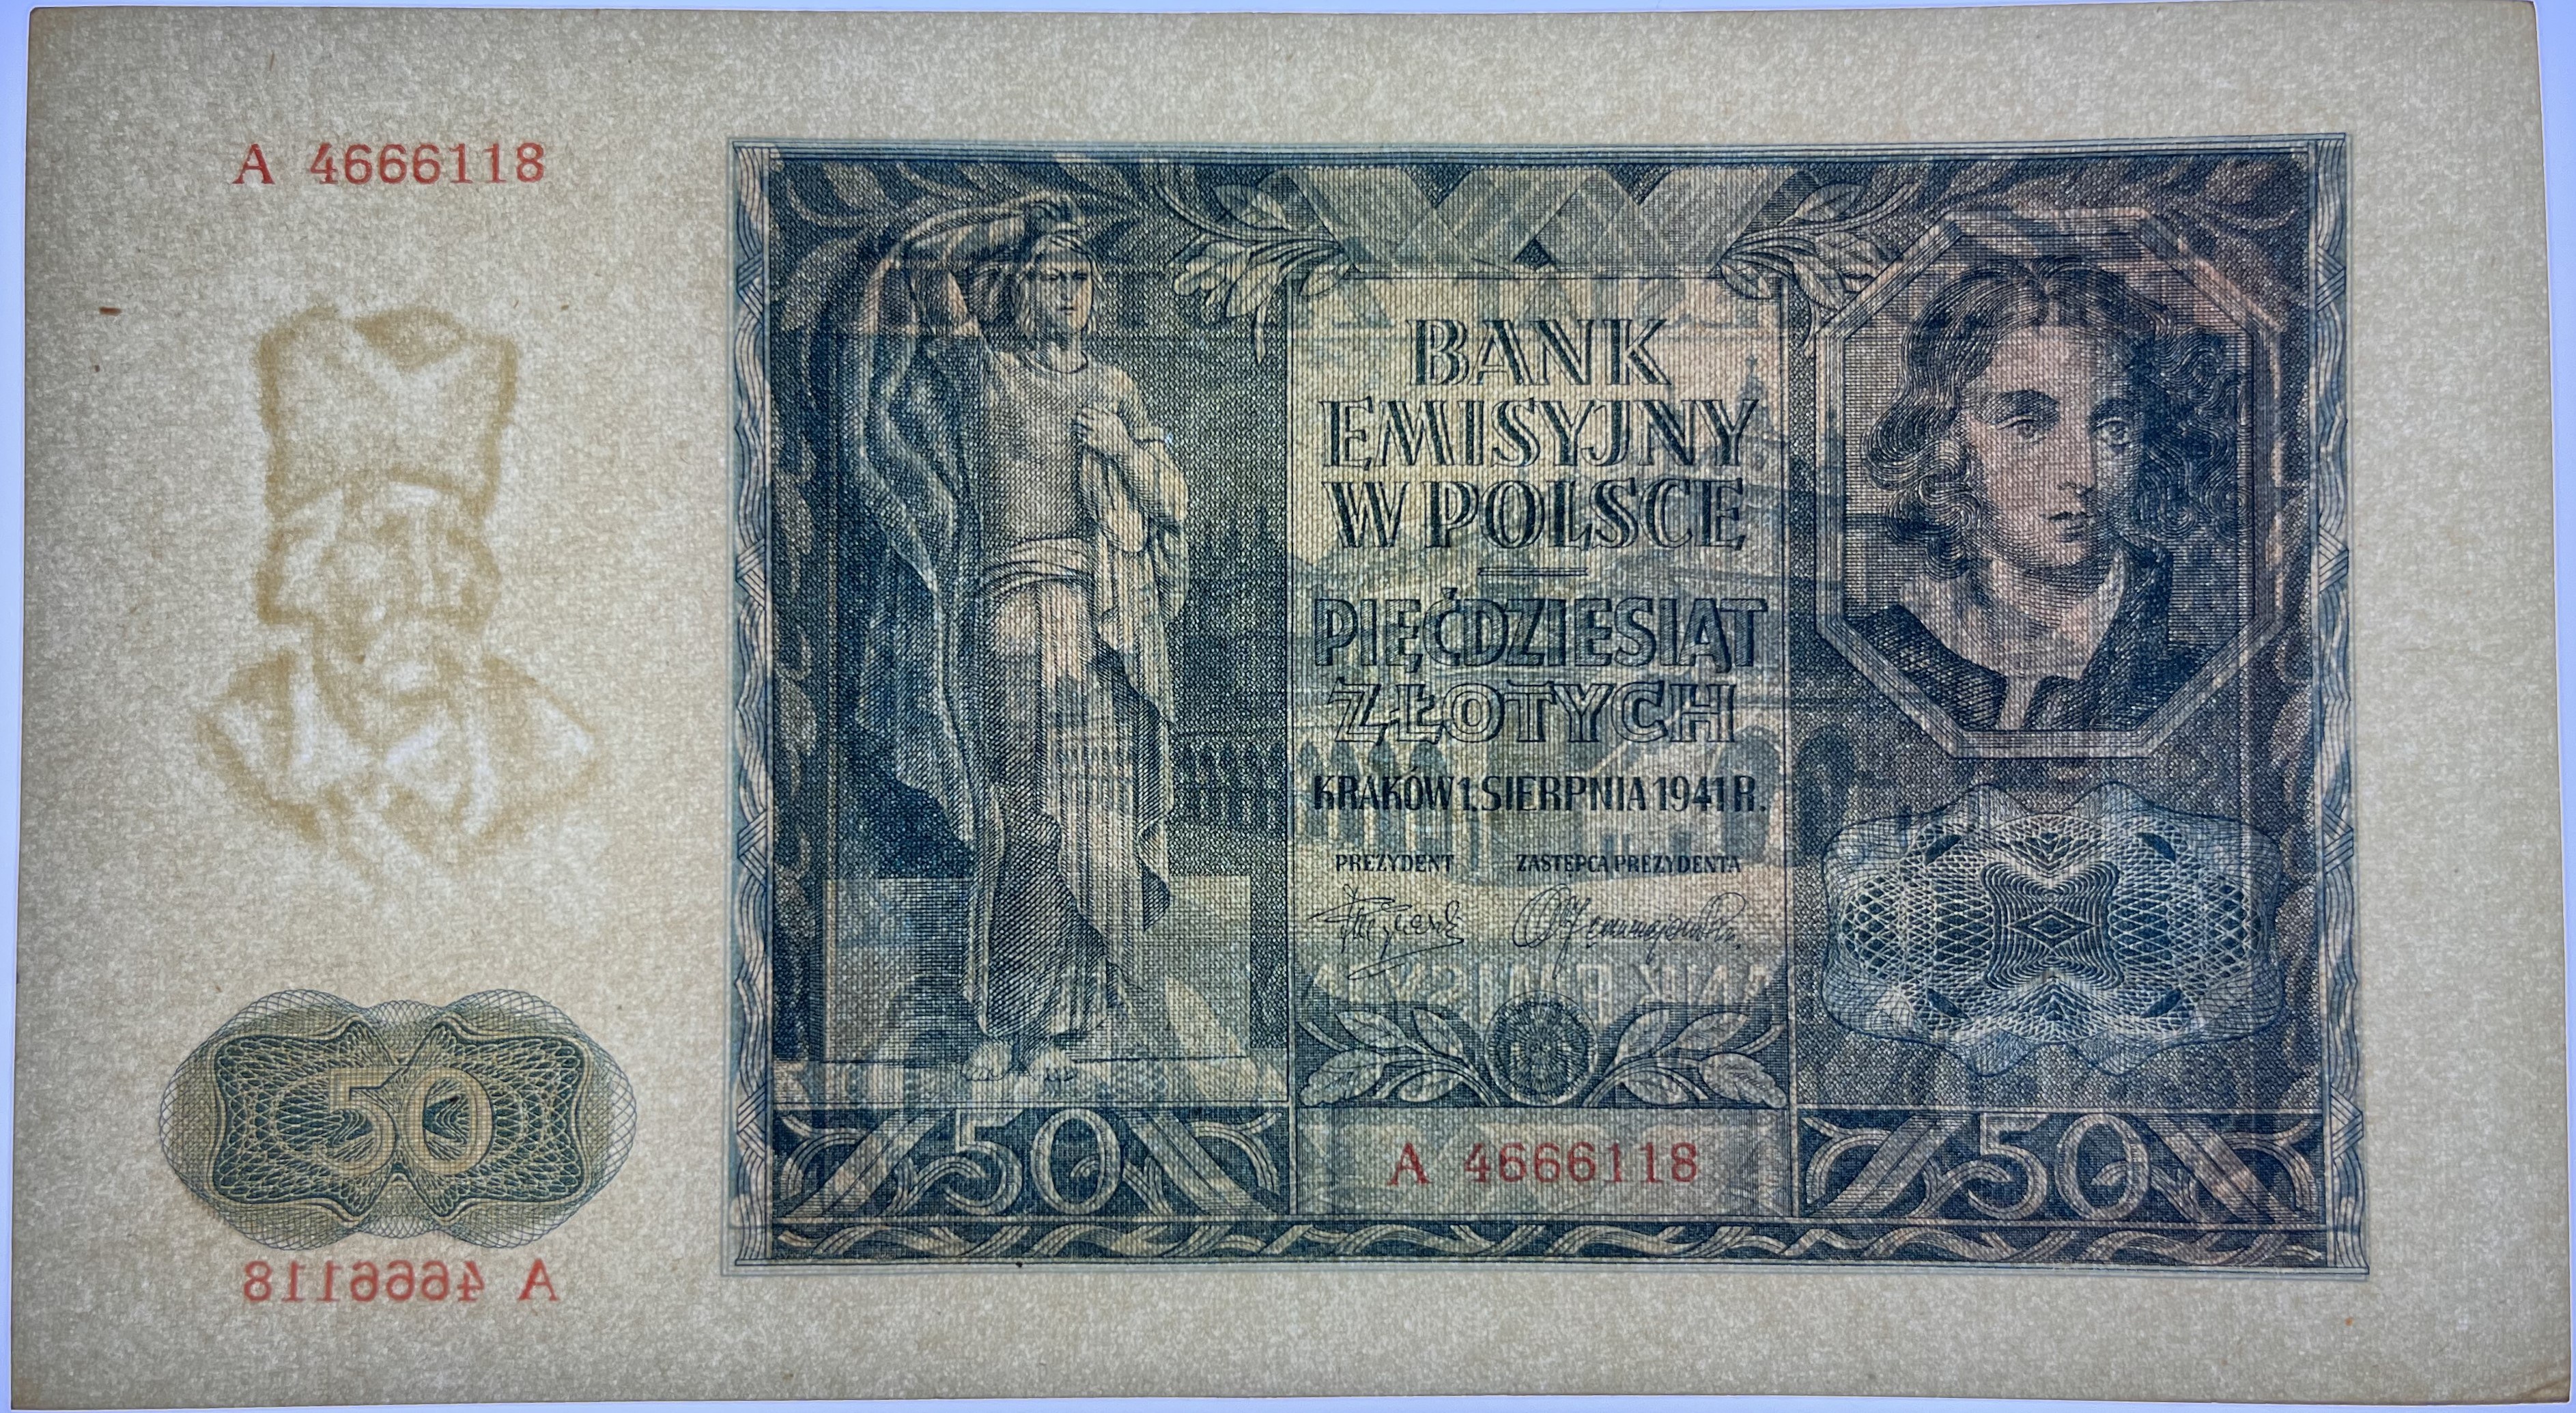 A 4666118
BANK
EMISYJNY
W POLSCE
PIĘĆDZIESIĄT
ZŁOTYCH
KRAKÓW 1. SIERPNIA 1941 R.
PREZYDENT ZASTĘPCA PREZYDENTA
50
A 4666118
50 A 4666118 50